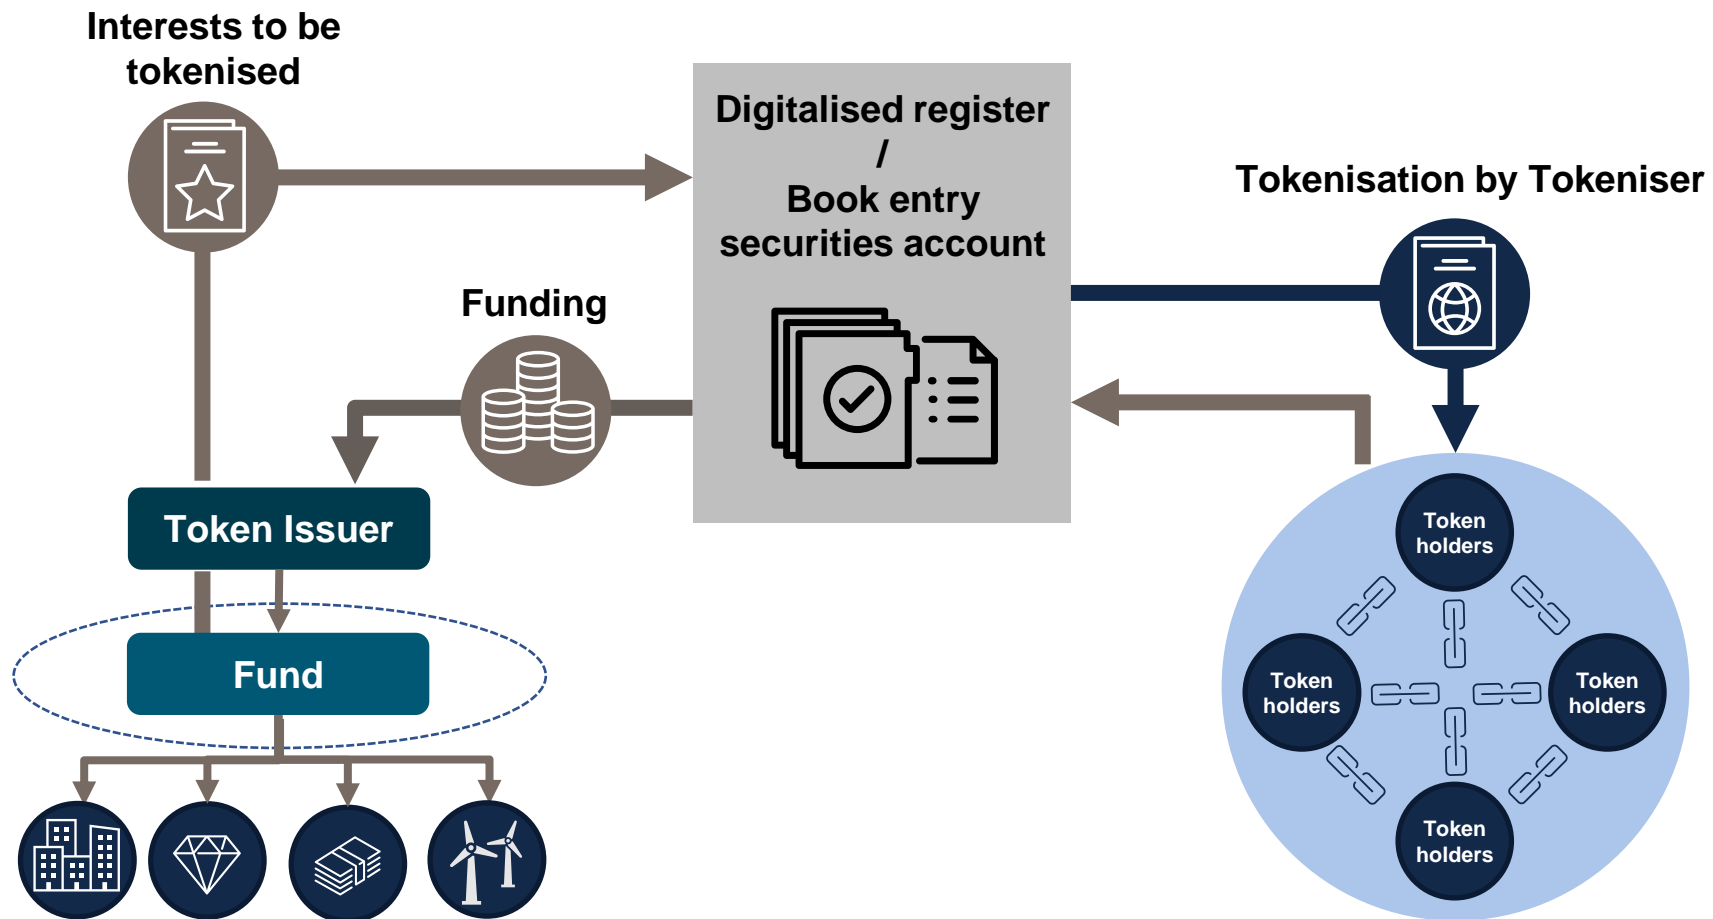 Interests to be
tokenised
Digitalised register
/
Book entry
securities account
Tokenisation by Tokeniser
Funding
Token Issuer
Fund
Token
holders
Token
holders
Token
holders
Token
holders